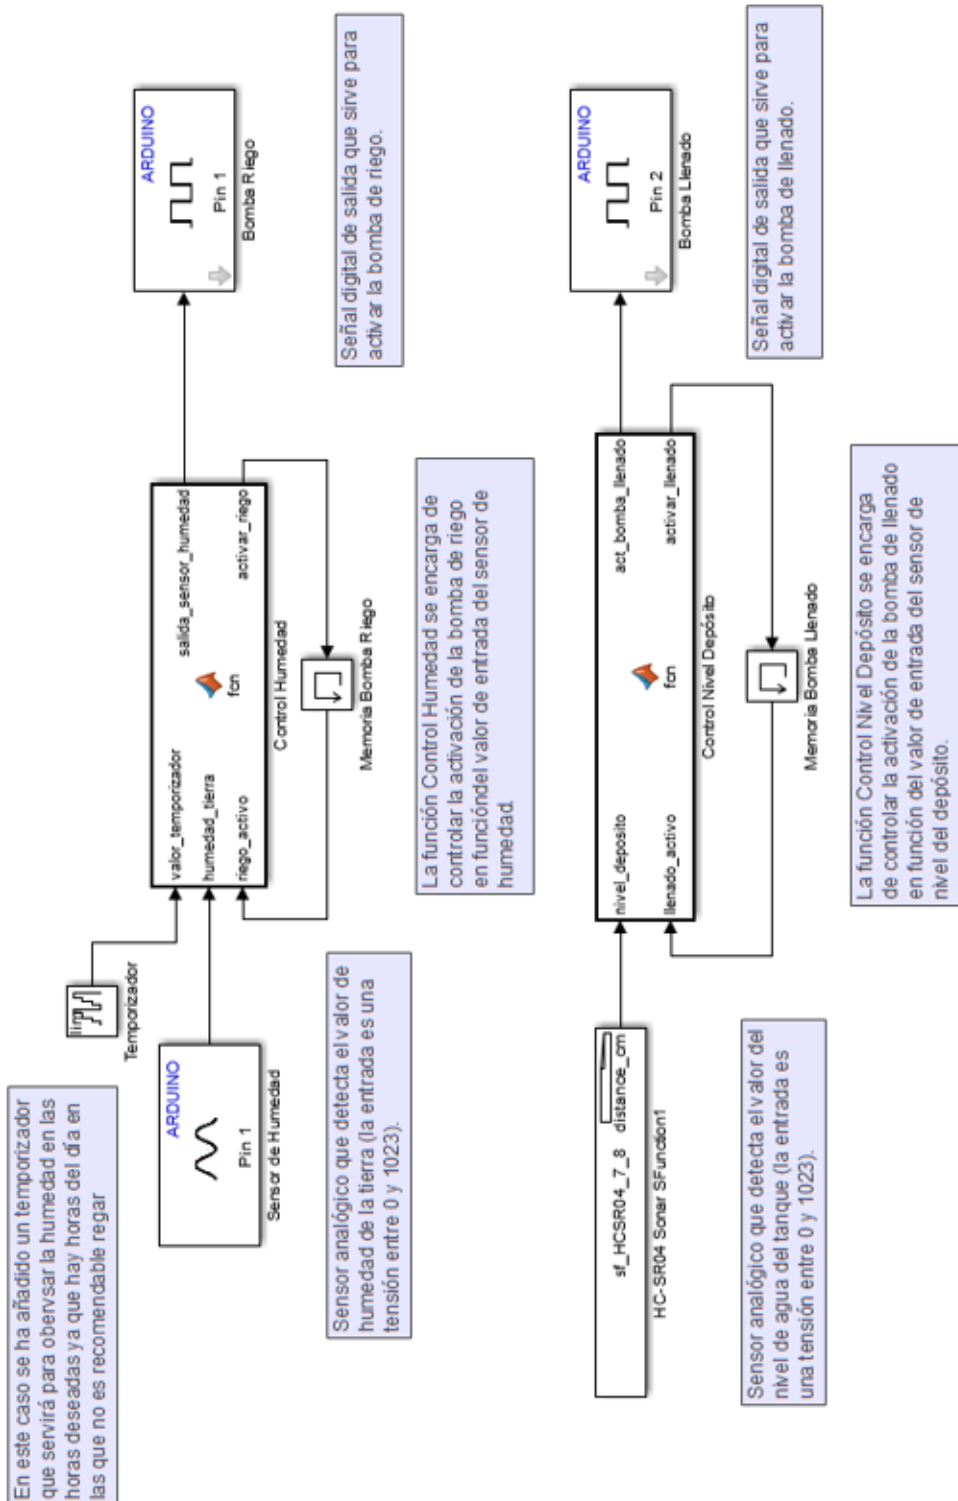 En este caso se ha añadido un temporizador
que servirá para obervsar la humedad en las
horas deseadas ya que hay horas del día en
las que no es recomendable regar
lim
Temporizador
ARDUINO
Pin 1
Sensor de Humedad
Sensor analógico que detecta el valor de
humedad de la tierra (la entrada es una
tensión entre 0 y 1023).
valor_temporizador
humedad_tierra
riego_activo
fcn
salida_sensor_humedad
activar_riego
Control Humedad
Memoria Bomba Riego
La función Control Humedad se encarga de
controlar la activación de la bomba de riego
en funcióndel valor de entrada del sensor de
humedad.
ARDUINO
Pin 1
Bomba Riego
Señal digital de salida que sirve para
activar la bomba de riego.
sf_HCSR04_7_8 distance_cm
HC-SR04 Sonar SFunction1
Sensor analógico que detecta el valor del
nivel de agua del tanque (la entrada es
una tensión entre 0 y 1023).
nivel_deposito
llenado_activo
fcn
act_bomba_llenado
activar_llenado
Control Nivel Depósito
Memoria Bomba Llenado
La función Control Nivel Depósito se encarga
de controlar la activación de la bomba de llenado
en función del valor de entrada del sensor de
nivel del depósito.
ARDUINO
Pin 2
Bomba Llenado
Señal digital de salida que sirve para
activar la bomba de llenado.